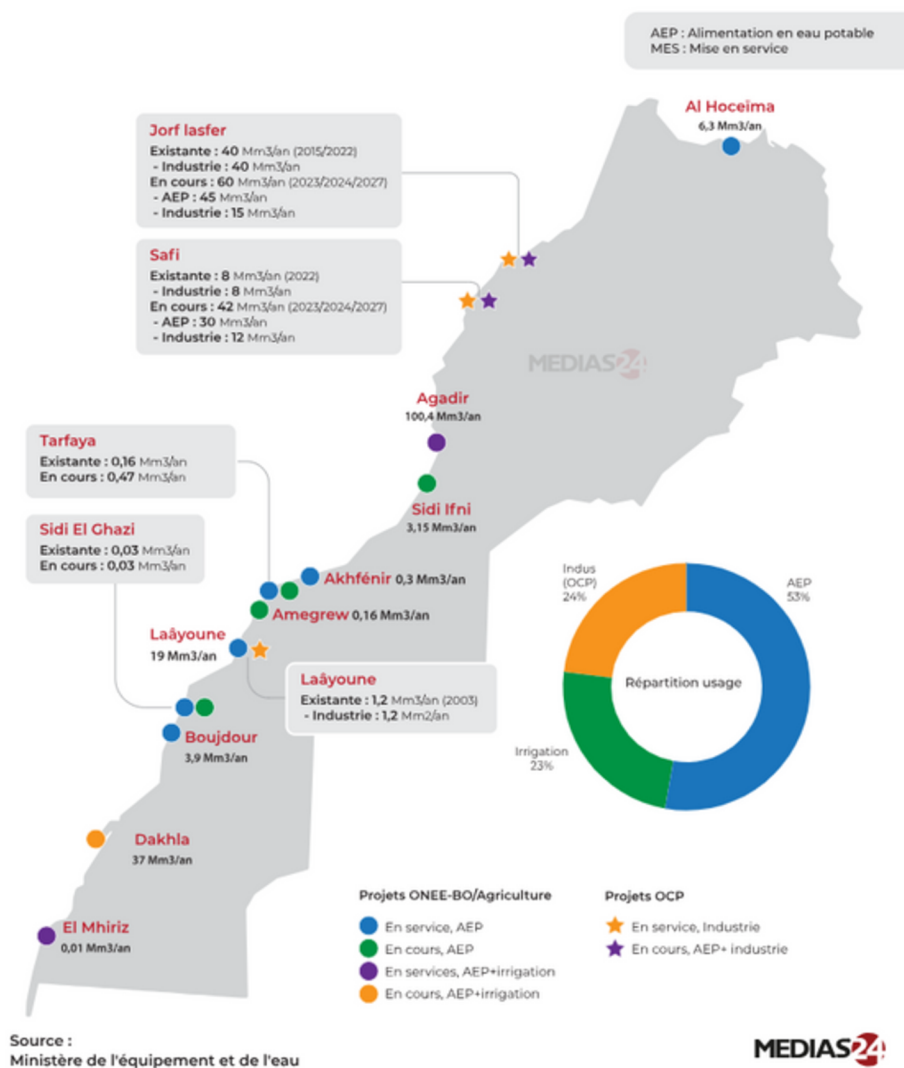 AEP : Alimentation en eau potable
MES : Mise en service
Al Hoceïma
6,3 Mm3/an
Jorf lasfer
Existante : 40 Mm3/an (2015/2022)
- Industrie : 40 Mm3/an
En cours : 60 Mm3/an (2023/2024/2027)
- AEP : 45 Mm3/an
- Industrie : 15 Mm3/an
Safi
Existante : 8 Mm3/an (2022)
- Industrie : 8 Mm3/an
En cours : 42 Mm3/an (2023/2024/2027)
- AEP : 30 Mm3/an
- Industrie : 12 Mm3/an
MEDIAS24
Agadir
100,4 Mm3/an
Tarfaya
Existante : 0,16 Mm3/an
En cours : 0,47 Mm3/an
Sidi Ifni
3,15 Mm3/an
Sidi El Ghazi
Existante : 0,03 Mm3/an
En cours : 0,03 Mm3/an
Akhfénir 0,3 Mm3/an
Amegrew 0,16 Mm3/an
Laâyoune
19 Mm3/an
Laâyoune
Existante : 1,2 Mm3/an (2003)
- Industrie : 1,2 Mm2/an
Boujdour
3,9 Mm3/an
Indus
(OCP)
24%
AEP
53%
Répartition usage
Irrigation
23%
Dakhla
37 Mm3/an
El Mhiriz
0,01 Mm3/an
Projets ONEE-BO/Agriculture
En service, AEP
En cours, AEP
En services, AEP+irrigation
En cours, AEP+irrigation
Projets OCP
En service, Industrie
En cours, AEP+ industrie
Source :
Ministère de l'équipement et de l'eau
MEDIAS24